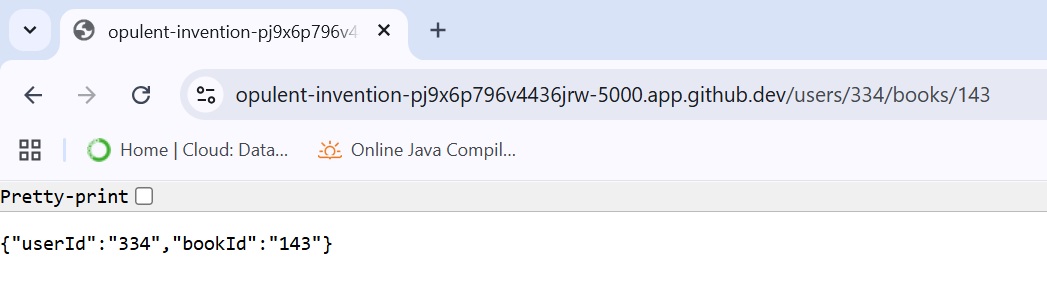 opulent-invention-pj9x6p796v4
opulent-invention-pj9x6p796v4436jrw-5000.app.github.dev/users/334/books/143
Home | Cloud: Data... Online Java Compil...
Pretty-print
{"userId":"334","bookId":"143"}